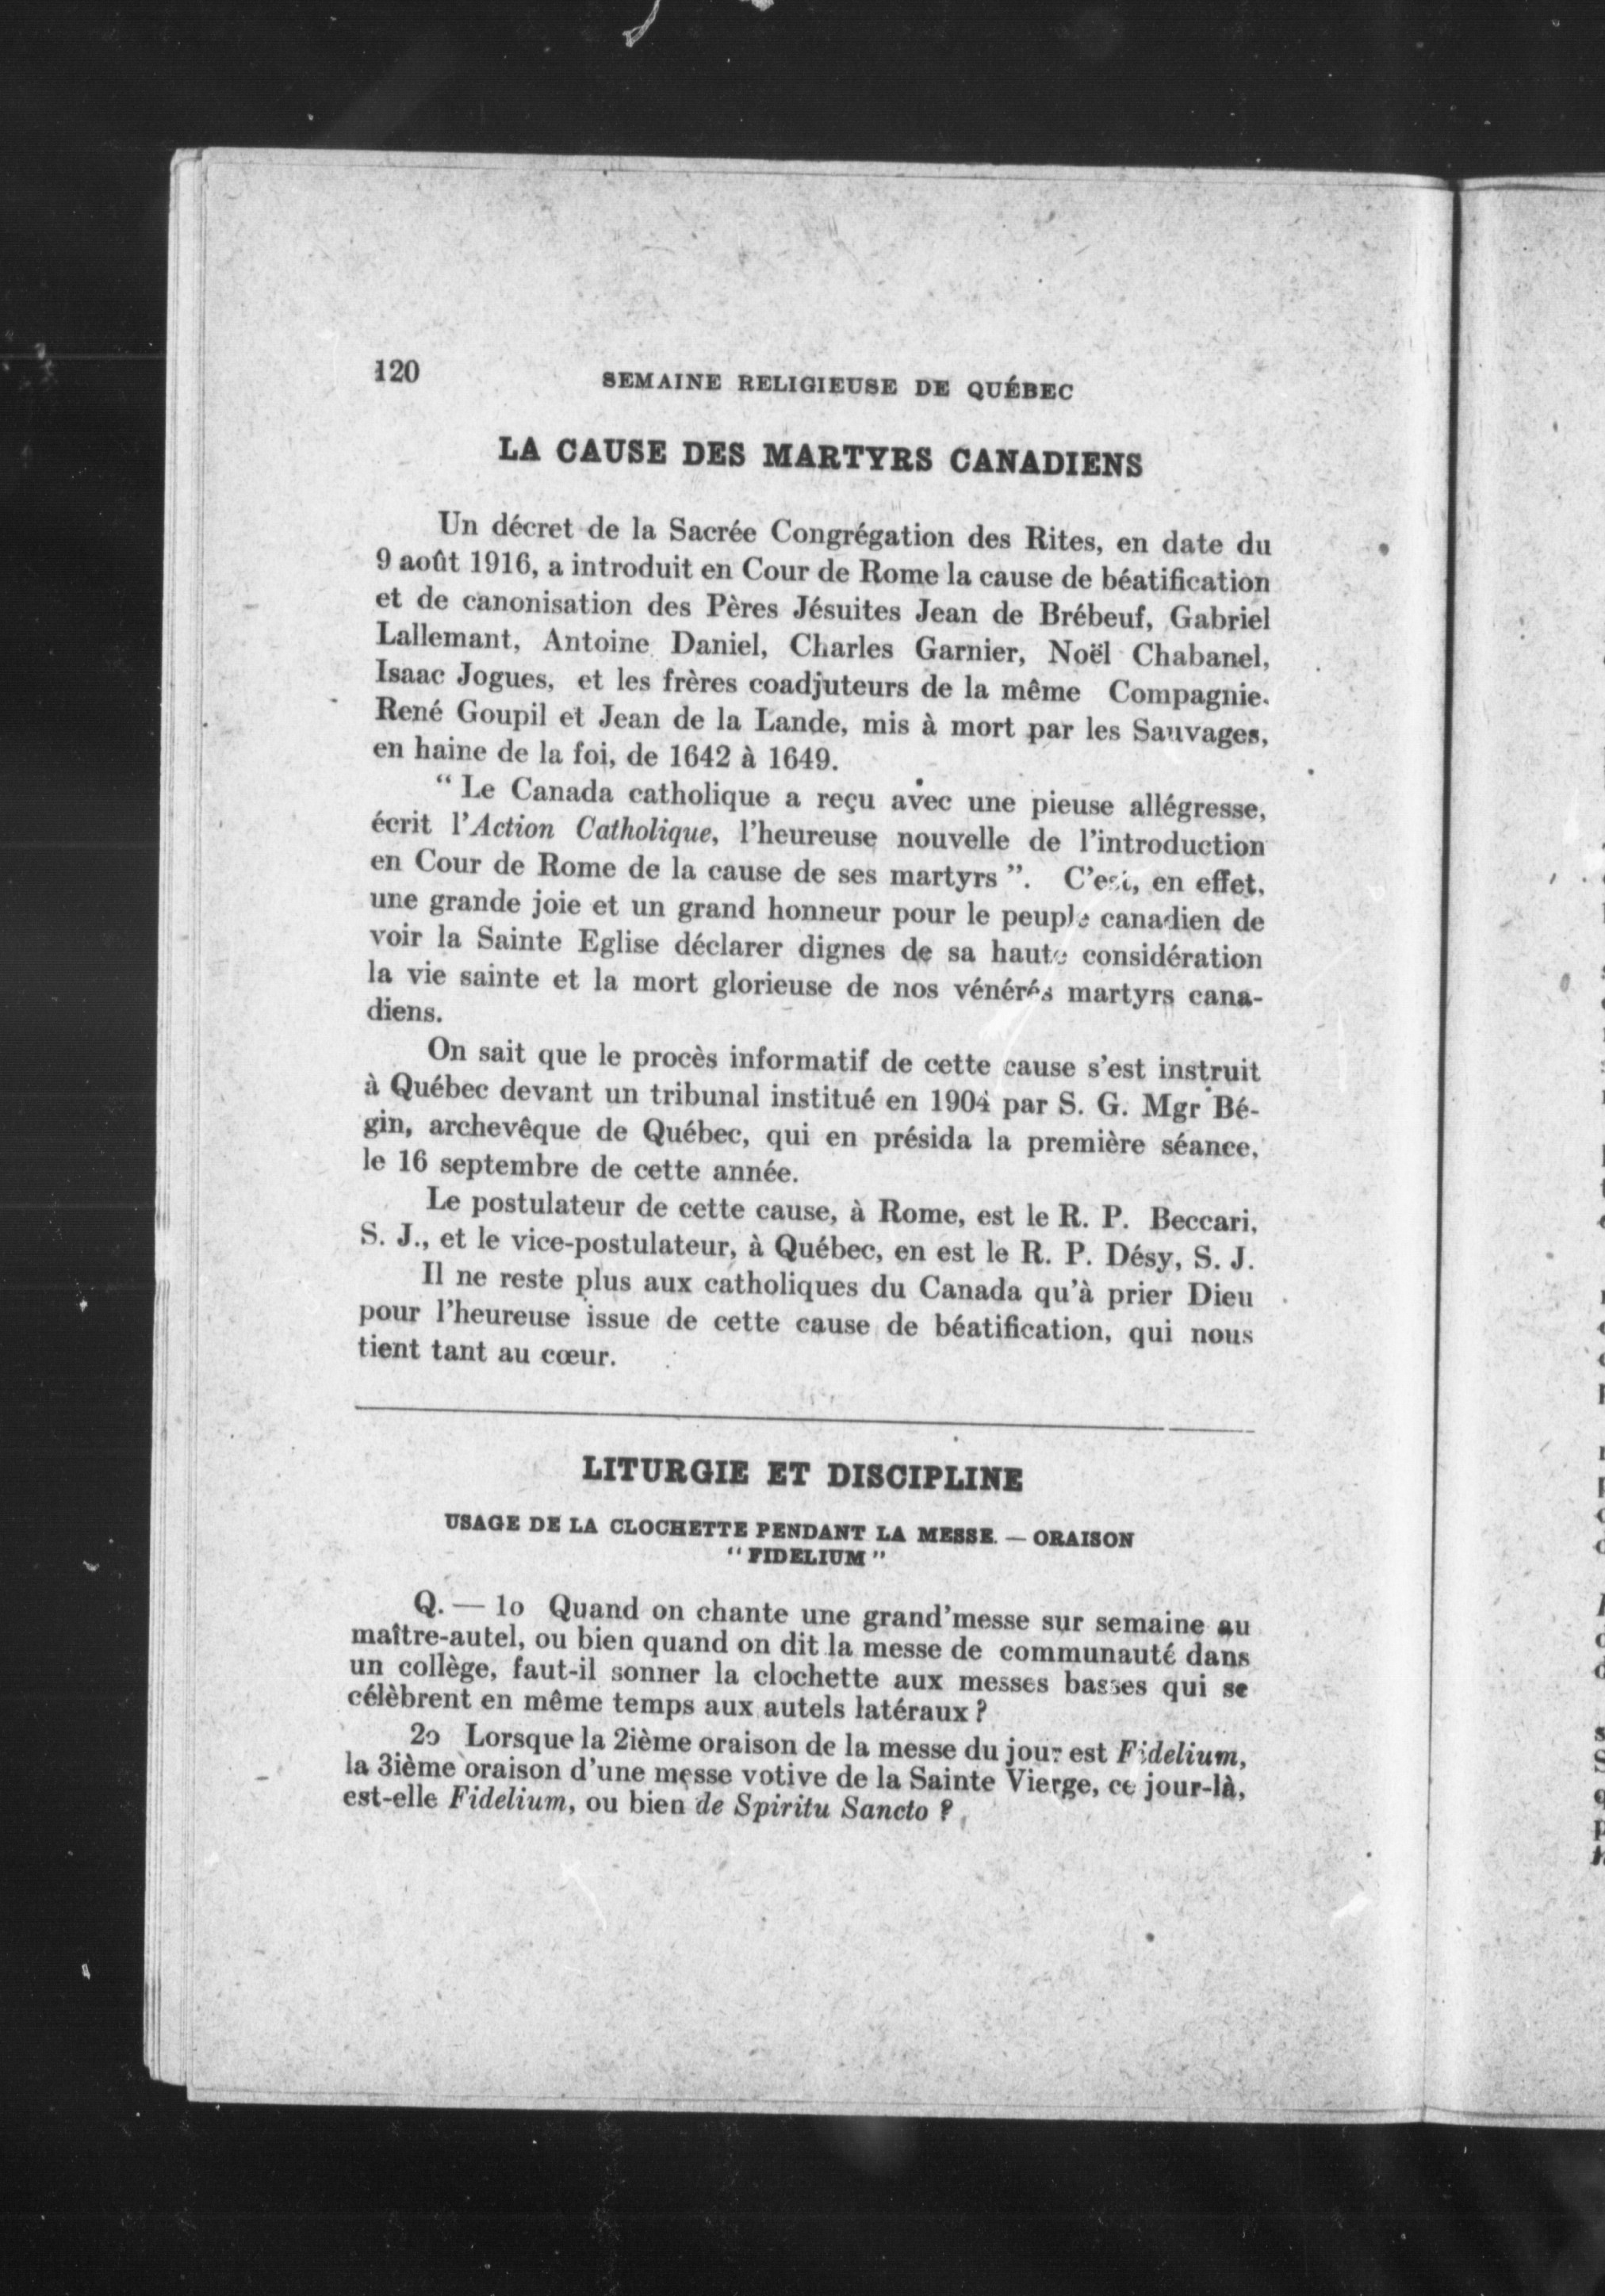 120
SEMAINE RELIGIEUSE DE QUÉBEC
LA CAUSE DES MARTYRS CANADIENS
Un décret de la Sacrée Congrégation des Rites, en date du
9 août 1916, a introduit en Cour de Rome la cause de béatification
et de canonisation des Pères Jésuites Jean de Brébeuf, Gabriel
Lallemant, Antoine Daniel, Charles Garnier, Noël Chabanel,
Isaac Jogues, et les frères coadjuteurs de la même Compagnie.
René Goupil et Jean de la Lande, mis à mort par les Sauvages,
en haine de la foi, de 1642 à 1649.
“ Le Canada catholique a reçu avec une pieuse allégresse,
écrit l'Action Catholique, l'heureuse nouvelle de l'introduction
en Cour de Rome de la cause de ses martyrs ”. C'est, en effet,
une grande joie et un grand honneur pour le peuple canadien de
voir la Sainte Eglise déclarer dignes de sa haute considération
la vie sainte et la mort glorieuse de nos vénérés martyrs cana-
diens.
On sait que le procès informatif de cette cause s'est instruit
à Québec devant un tribunal institué en 1904 par S. G. Mgr Bé-
gin, archevêque de Québec, qui en présida la première séance,
le 16 septembre de cette année.
Le postulateur de cette cause, à Rome, est le R. P. Beccari,
S. J., et le vice-postulateur, à Québec, en est le R. P. Désy, S. J.
Il ne reste plus aux catholiques du Canada qu'à prier Dieu
pour l'heureuse issue de cette cause de béatification, qui nous
tient tant au cœur.
LITURGIE ET DISCIPLINE
USAGE DE LA CLOCHETTE PENDANT LA MESSE. — ORAISON
“ FIDELIUM ”
Q. — 1o Quand on chante une grand'messe sur semaine au
maître-autel, ou bien quand on dit la messe de communauté dans
un collège, faut-il sonner la clochette aux messes basses qui se
célèbrent en même temps aux autels latéraux ?
2o Lorsque la 2ième oraison de la messe du jour est Fidelium,
la 3ième oraison d'une messe votive de la Sainte Vierge, ce jour-là,
est-elle Fidelium, ou bien de Spiritu Sancto ?